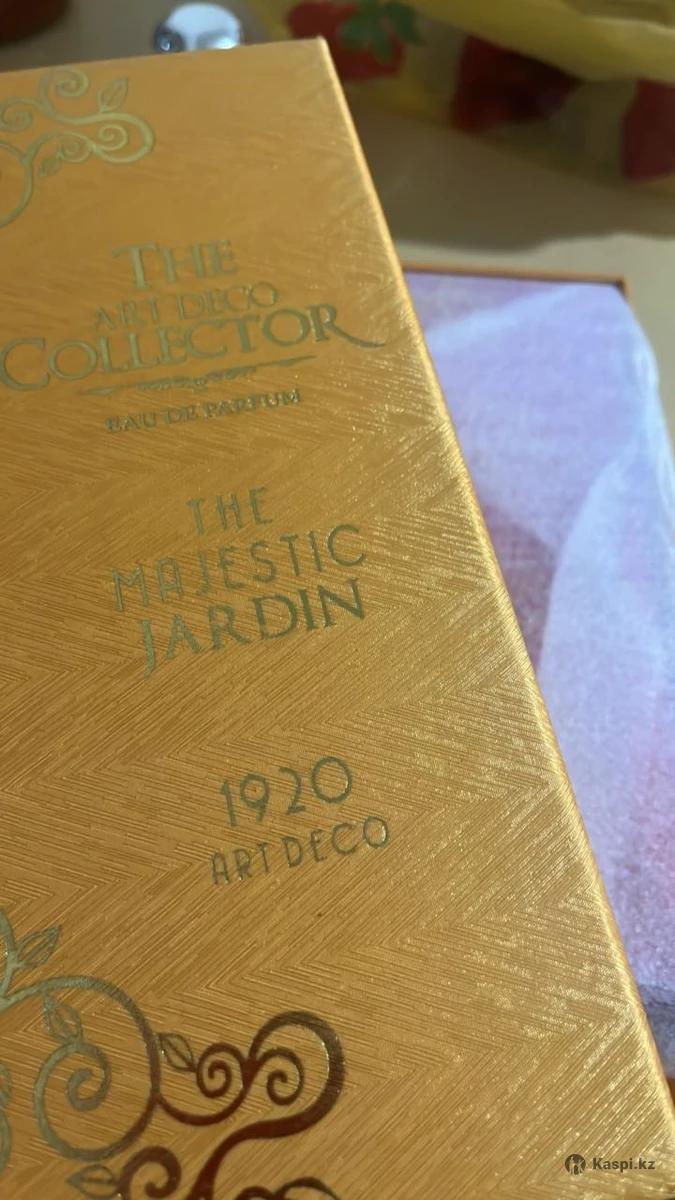 THE
ART DECO
COLLECTOR
EAU DE PARFUM
THE
MAJESTIC
JARDIN
1920
ART DECO
Kaspi.kz